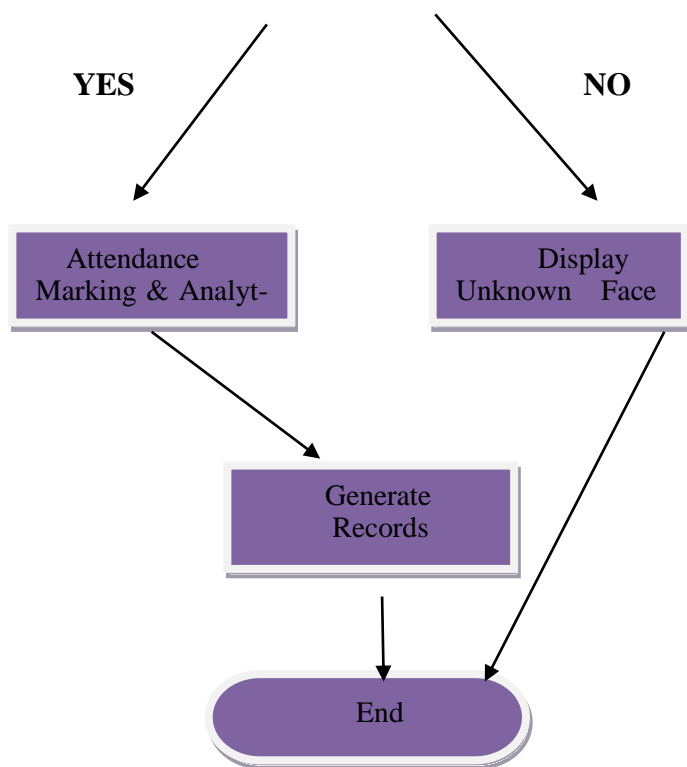 YES
NO
Attendance
Marking & Analyt-
Display
Unknown Face
Generate
Records
End